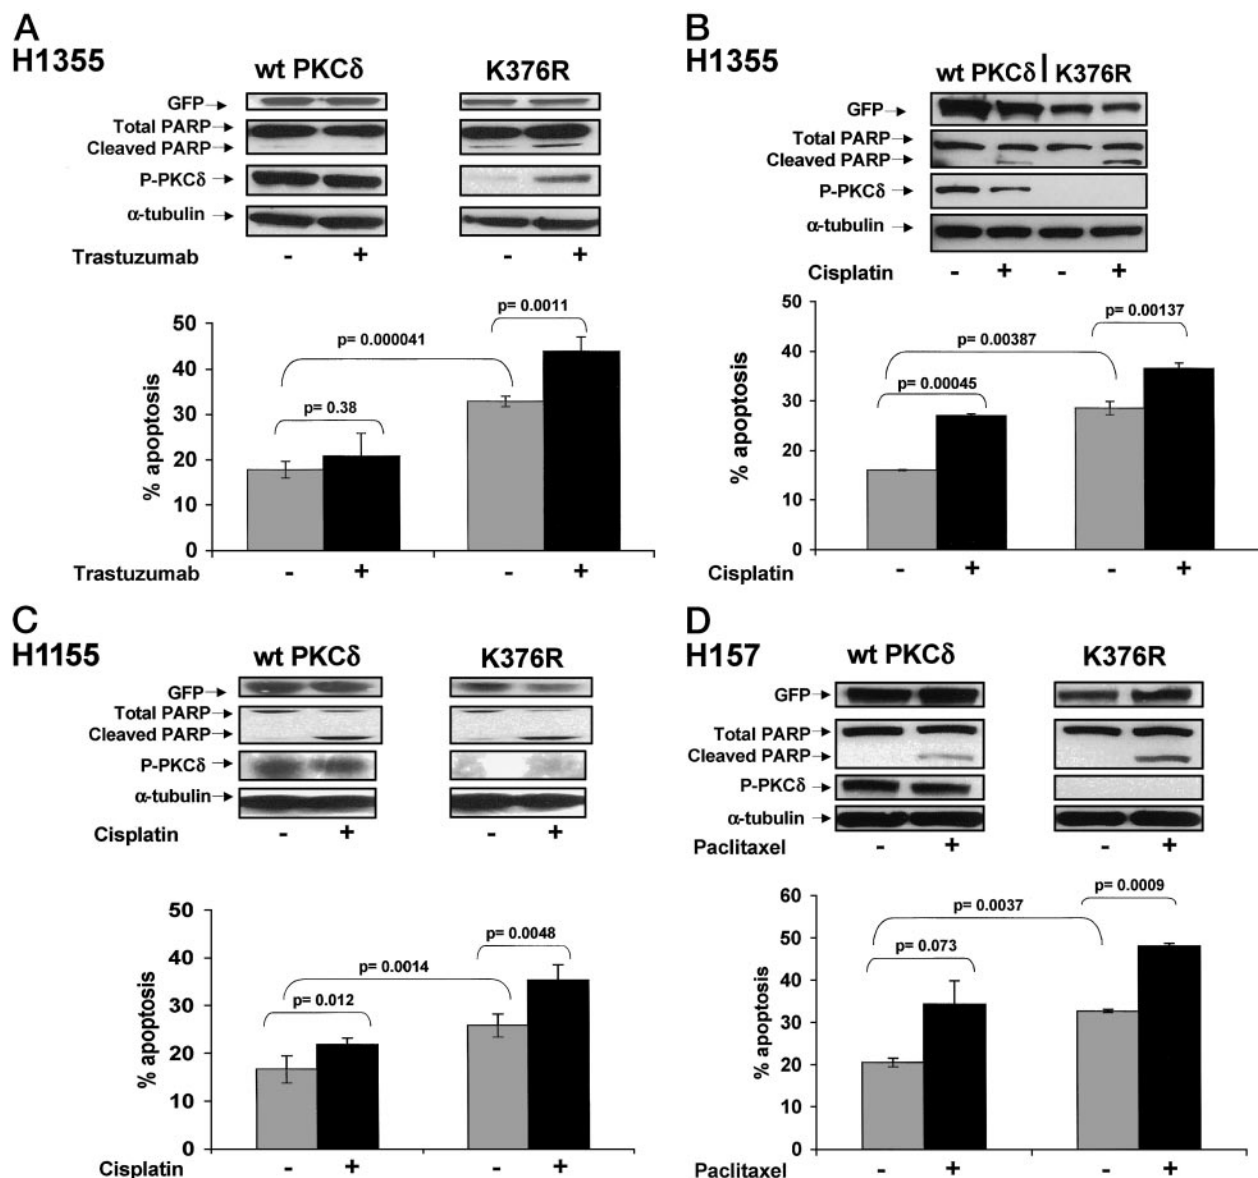 A
H1355
wt PKCδ K376R
GFP
Total PARP
Cleaved PARP
P-PKCδ
α-tubulin
Trastuzumab - + - +
50
40
30
20
10
0
% apoptosis
p= 0.38
p= 0.000041
p= 0.0011
Trastuzumab - + - +
B
H1355
wt PKCδ | K376R
GFP
Total PARP
Cleaved PARP
P-PKCδ
α-tubulin
Cisplatin - + - +
50
40
30
20
10
0
% apoptosis
p= 0.00045
p= 0.00387
p= 0.00137
Cisplatin - + - +
C
H1155
wt PKCδ K376R
GFP
Total PARP
Cleaved PARP
P-PKCδ
α-tubulin
Cisplatin - + - +
50
40
30
20
10
0
% apoptosis
p= 0.012
p= 0.0014
p= 0.0048
Cisplatin - + - +
D
H157
wt PKCδ K376R
GFP
Total PARP
Cleaved PARP
P-PKCδ
α-tubulin
Paclitaxel - + - +
60
50
40
30
20
10
0
% apoptosis
p= 0.073
p= 0.0037
p= 0.0009
Paclitaxel - + - +